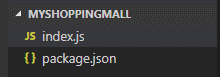 MYSHOPPINGMALL
JS index.js
{} package.json